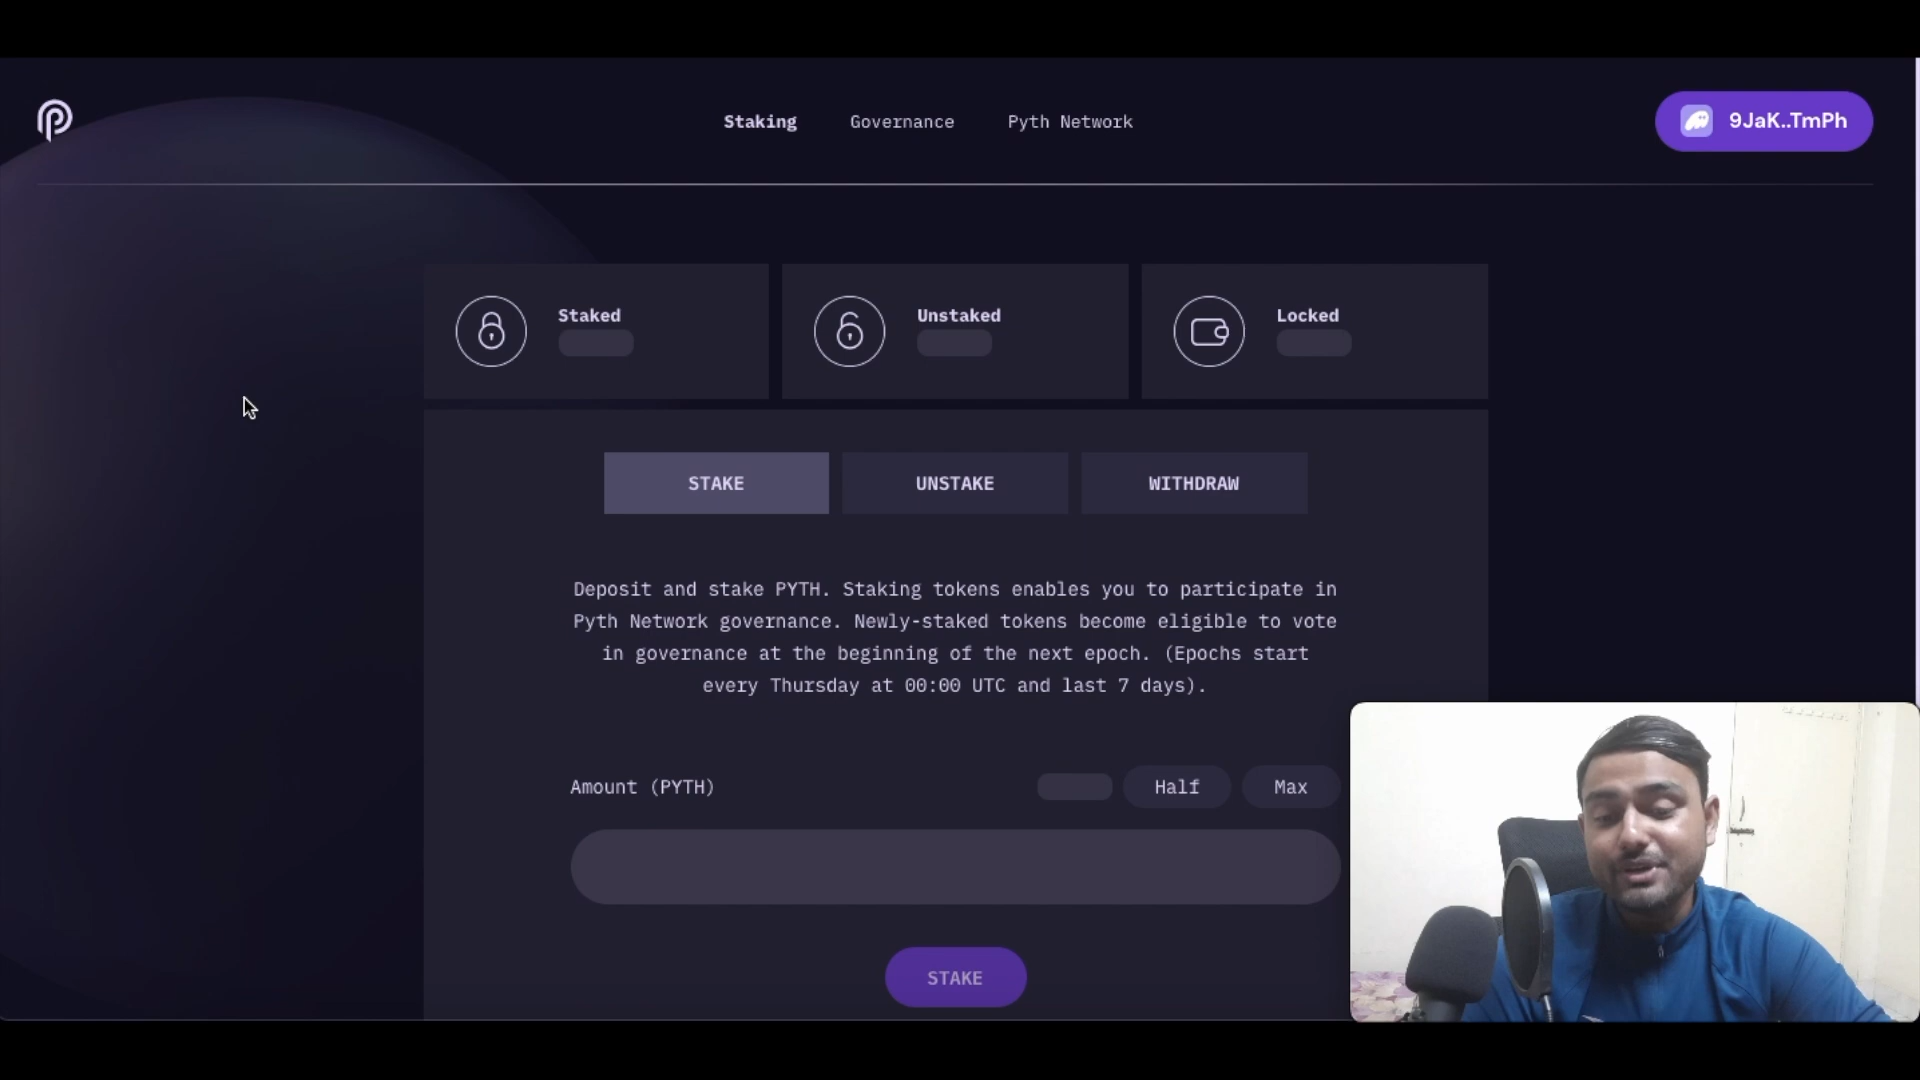 Staking Governance Pyth Network 9JaK..TmPh
Staked Unstaked Locked
STAKE UNSTAKE WITHDRAW
Deposit and stake PYTH. Staking tokens enables you to participate in
Pyth Network governance. Newly-staked tokens become eligible to vote
in governance at the beginning of the next epoch. (Epochs start
every Thursday at 00:00 UTC and last 7 days).
Amount (PYTH) Half Max
STAKE